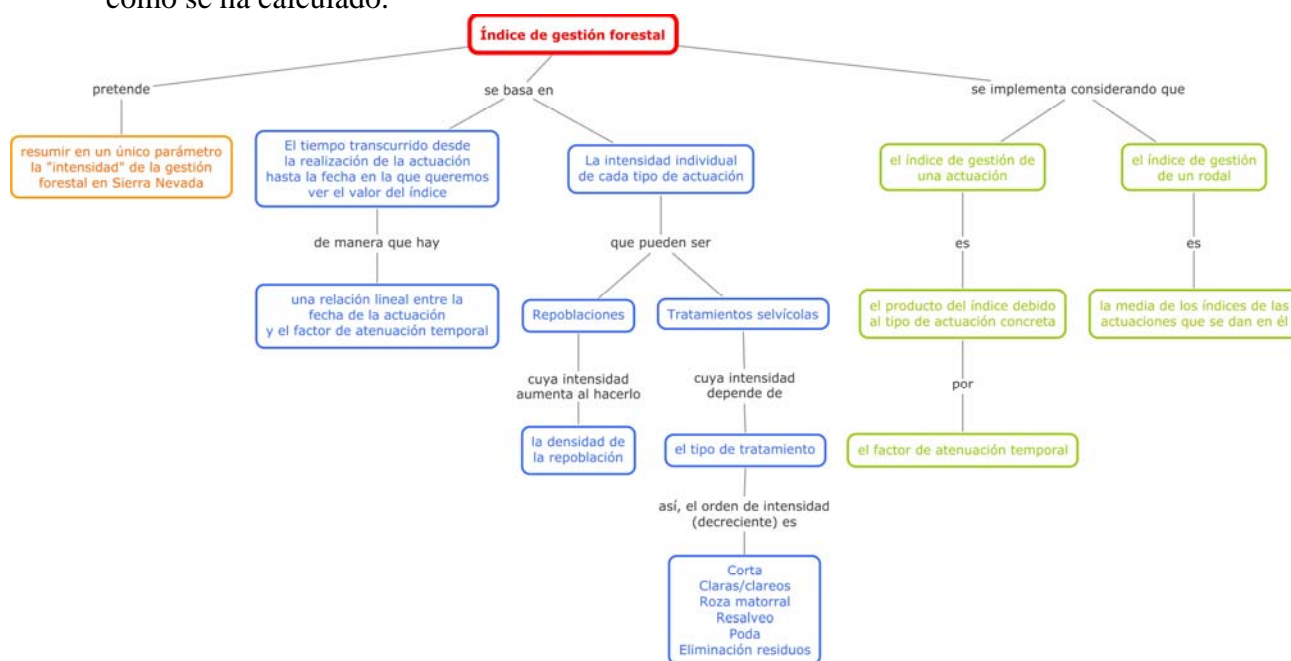 como se ha calculado.
Índice de gestión forestal
pretende
se basa en
se implementa considerando que
resumir en un único parámetro
la "intensidad" de la gestión
forestal en Sierra Nevada
El tiempo transcurrido desde
la realización de la actuación
hasta la fecha en la que queremos
ver el valor del índice
La intensidad individual
de cada tipo de actuación
el índice de gestión de
una actuación
el índice de gestión
de un rodal
de manera que hay
que pueden ser
es
es
una relación lineal entre la
fecha de la actuación
y el factor de atenuación temporal
Repoblaciones
Tratamientos selvícolas
el producto del índice debido
al tipo de actuación concreta
la media de los índices de las
actuaciones que se dan en él
cuya intensidad
aumenta al hacerlo
cuya intensidad
depende de
por
la densidad de
la repoblación
el tipo de tratamiento
el factor de atenuación temporal
así, el orden de intensidad
(decreciente) es
Corta
Claras/clareos
Roza matorral
Resalveo
Poda
Eliminación residuos